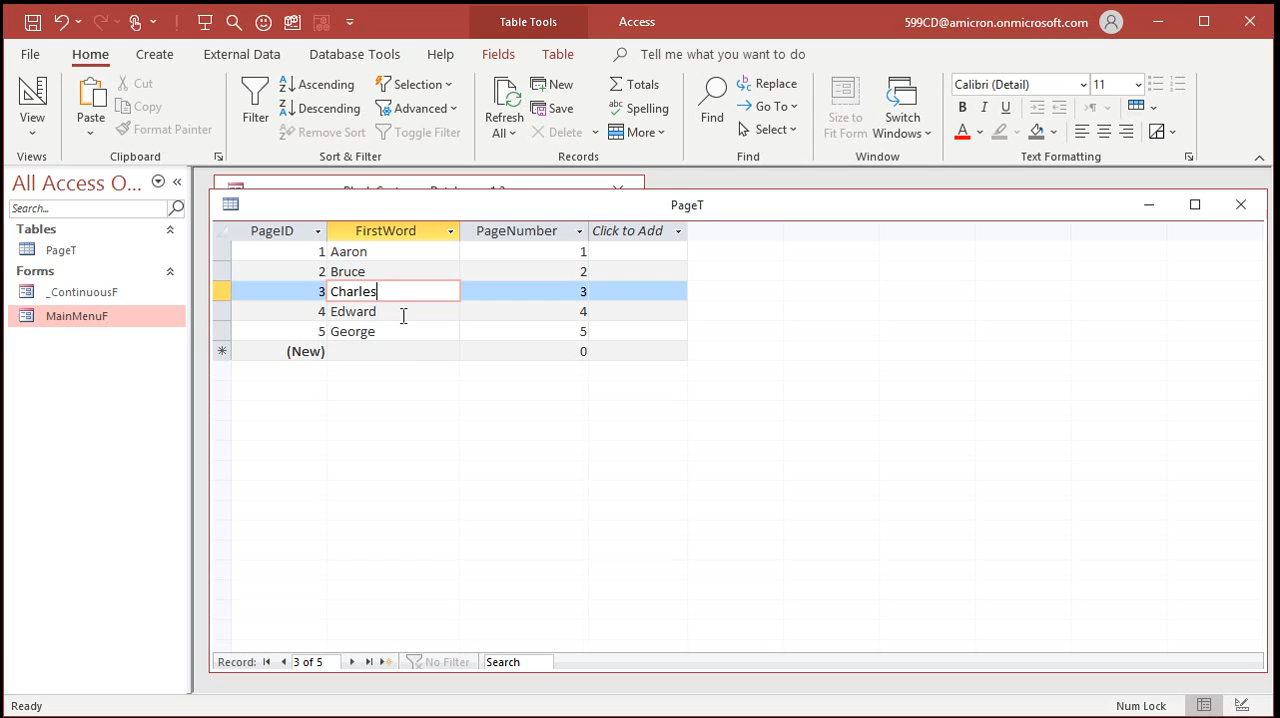 Table Tools
Access
599CD@amicron.onmicrosoft.com
File Home Create External Data Database Tools Help Fields Table Tell me what you want to do
View
Views
Paste
Cut
Copy
Format Painter
Clipboard
Filter
Ascending
Descending
Remove Sort
Selection
Advanced
Toggle Filter
Sort & Filter
Refresh
All
New
Save
Delete
Totals
Spelling
More
Records
Find
Replace
Go To
Select
Find
Size to
Fit Form
Switch
Windows
Window
Calibri (Detail) 11
B I U
A
Text Formatting
All Access O...
Search...
Tables
PageT
Forms
_ContinuousF
MainMenuF
PageT
PageID FirstWord PageNumber Click to Add
1 Aaron 1
2 Bruce 2
3 Charles 3
4 Edward 4
5 George 5
(New) 0
Record: 3 of 5 No Filter Search
Ready
Num Lock